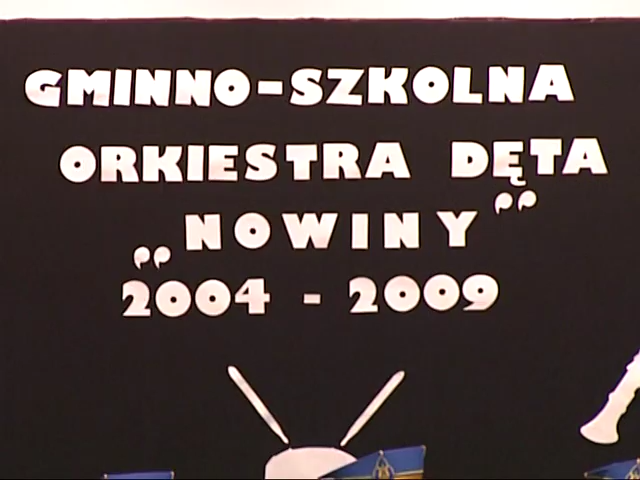 GMINNO-SZKOLNA
ORKIESTRA DĘTA
„NOWINY”
2004 - 2009